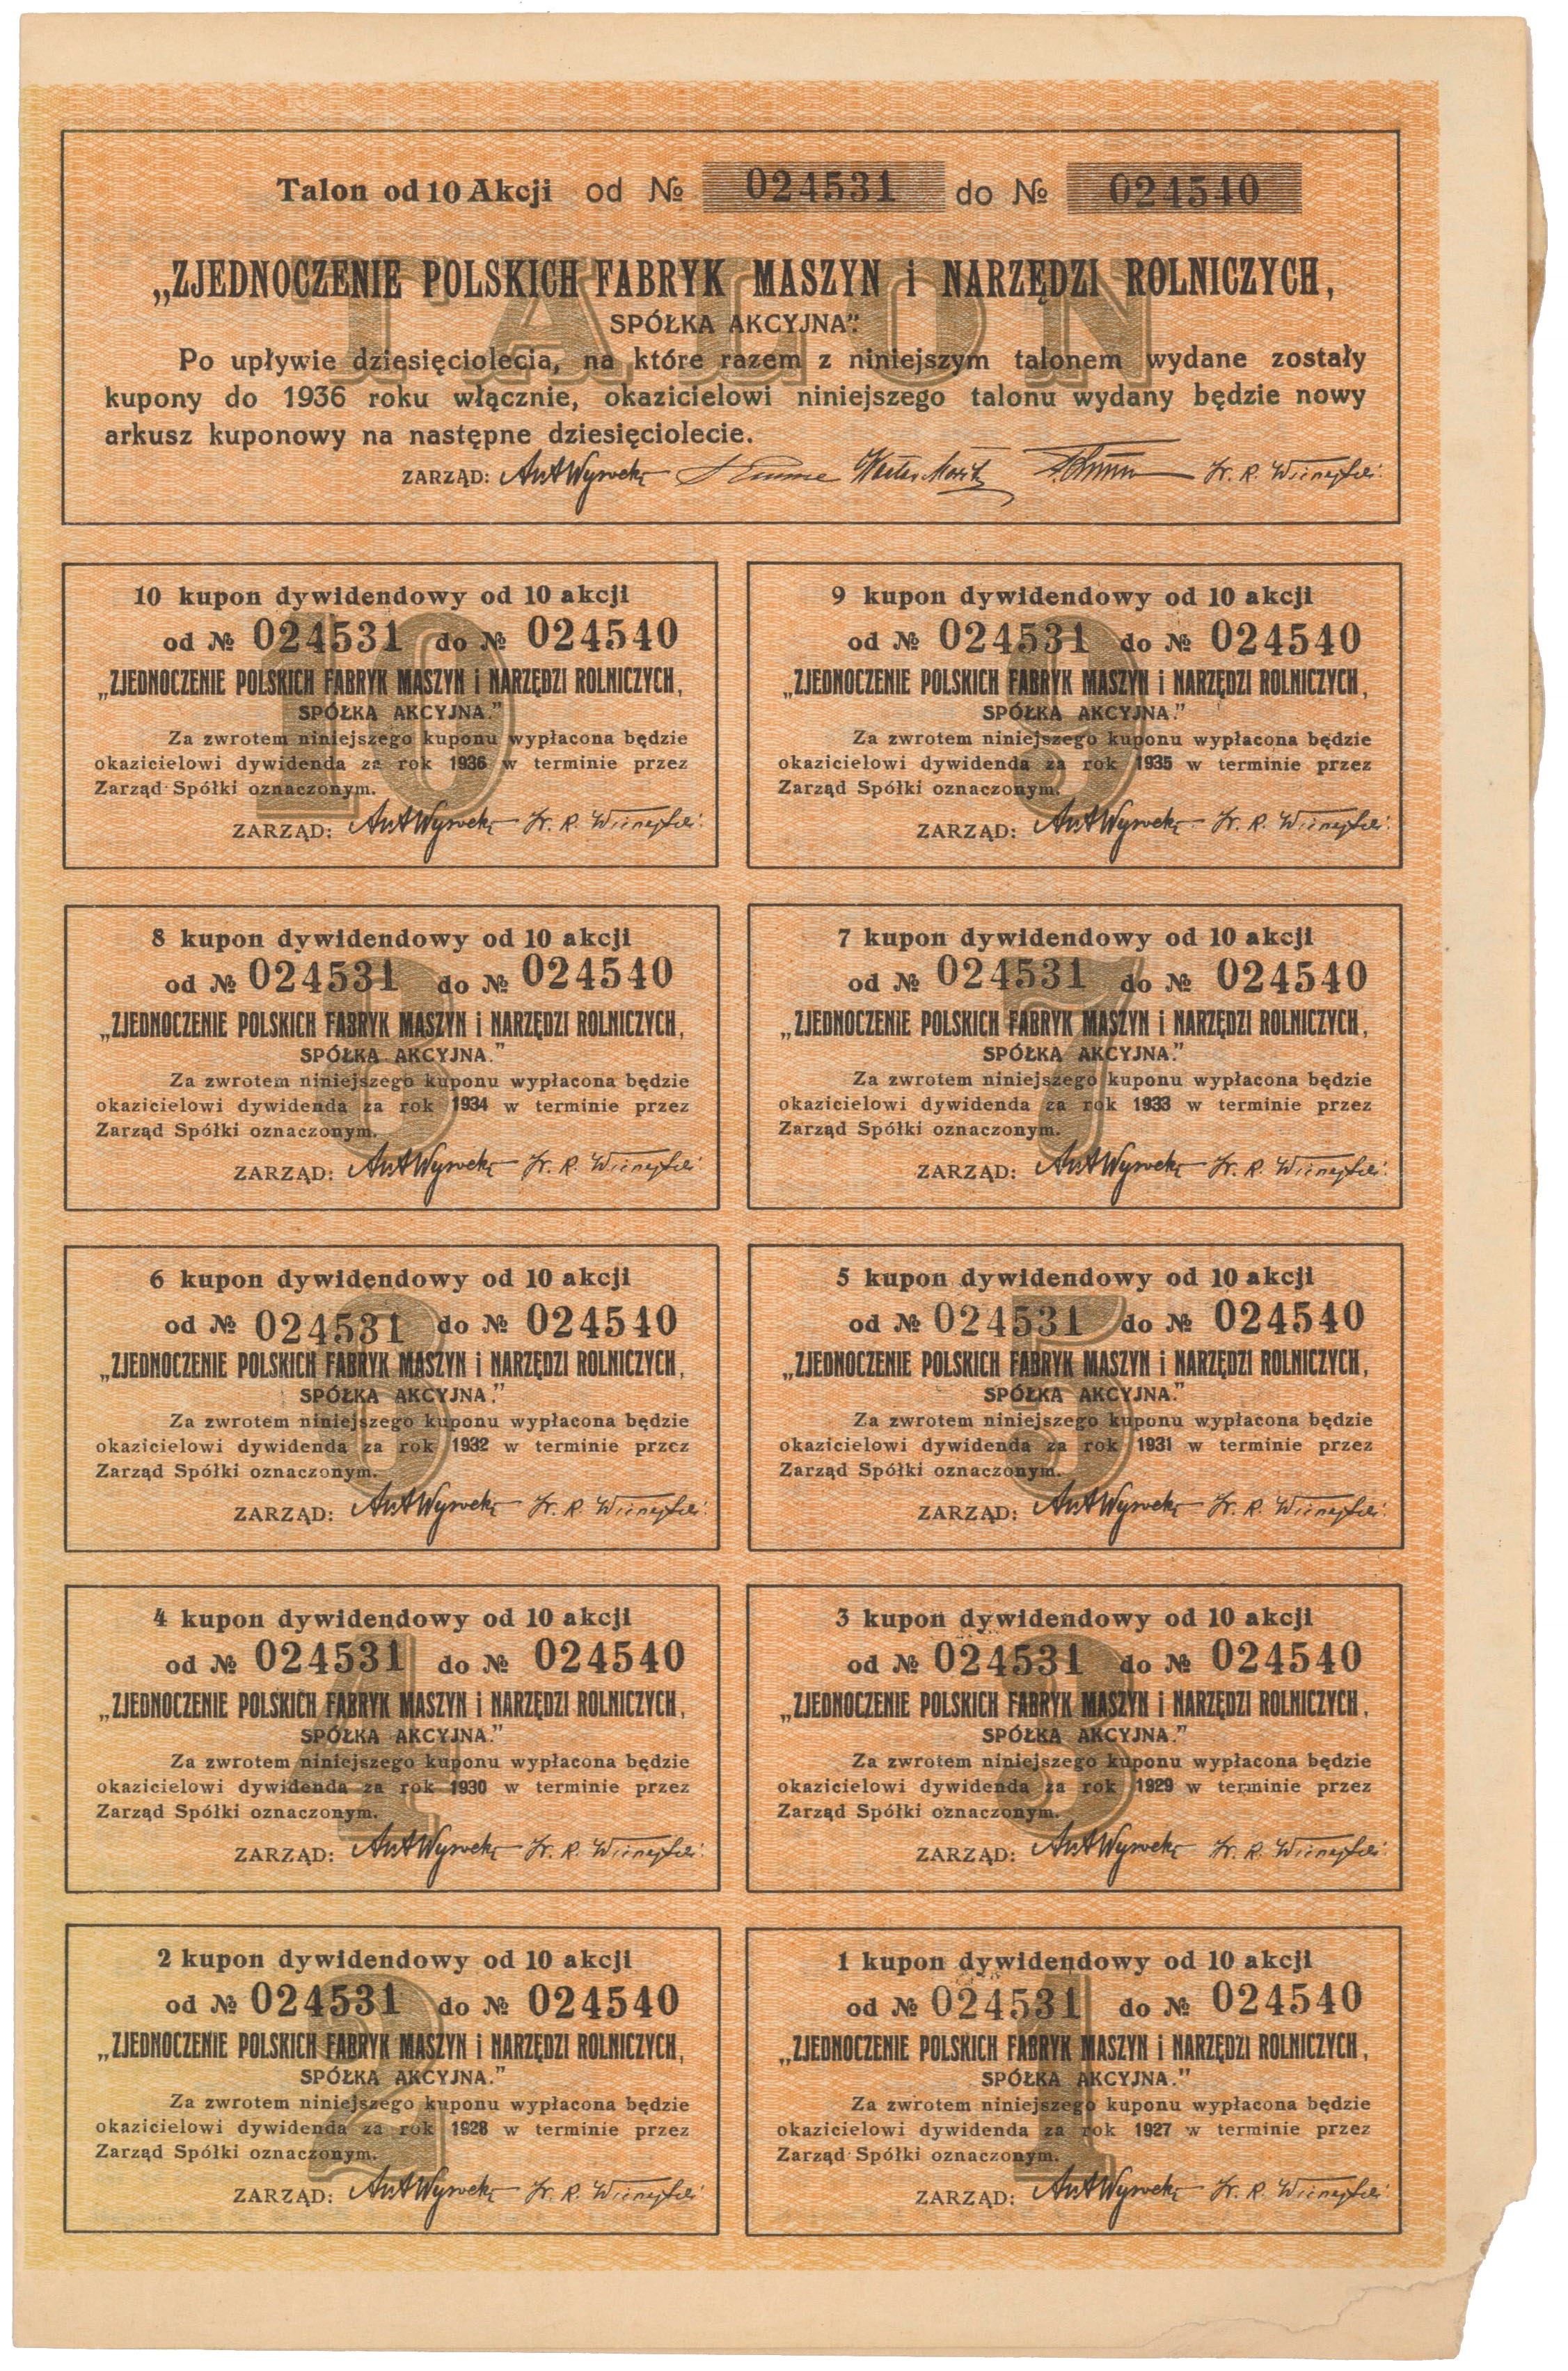 Talon od 10 Akcji od № 024531 do № 024540
TALON
„ZJEDNOCZENIE POLSKICH FABRYK MASZYN i NARZĘDZI ROLNICZYCH,
SPÓŁKA AKCYJNA".
Po upływie dziesięciolecia, na które razem z niniejszym talonem wydane zostały
kupony do 1936 roku włącznie, okazicielowi niniejszego talonu wydany będzie nowy
arkusz kuponowy na następne dziesięciolecie.
ZARZĄD:
10 kupon dywidendowy od 10 akcji
od № 024531 do № 024540
10
„ZJEDNOCZENIE POLSKICH FABRYK MASZYN i NARZĘDZI ROLNICZYCH,
SPÓŁKA AKCYJNA."
Za zwrotem niniejszego kuponu wypłacona będzie
okazicielowi dywidenda za rok 1936 w terminie przez
Zarząd Spółki oznaczonym.
ZARZĄD:
9 kupon dywidendowy od 10 akcji
od № 024531 do № 024540
9
„ZJEDNOCZENIE POLSKICH FABRYK MASZYN i NARZĘDZI ROLNICZYCH,
SPÓŁKA AKCYJNA."
Za zwrotem niniejszego kuponu wypłacona będzie
okazicielowi dywidenda za rok 1935 w terminie przez
Zarząd Spółki oznaczonym.
ZARZĄD:
8 kupon dywidendowy od 10 akcji
od № 024531 do № 024540
8
„ZJEDNOCZENIE POLSKICH FABRYK MASZYN i NARZĘDZI ROLNICZYCH,
SPÓŁKA AKCYJNA."
Za zwrotem niniejszego kuponu wypłacona będzie
okazicielowi dywidenda za rok 1934 w terminie przez
Zarząd Spółki oznaczonym.
ZARZĄD:
7 kupon dywidendowy od 10 akcji
od № 024531 do № 024540
7
„ZJEDNOCZENIE POLSKICH FABRYK MASZYN i NARZĘDZI ROLNICZYCH,
SPÓŁKA AKCYJNA."
Za zwrotem niniejszego kuponu wypłacona będzie
okazicielowi dywidenda za rok 1933 w terminie przez
Zarząd Spółki oznaczonym.
ZARZĄD:
6 kupon dywidendowy od 10 akcji
od № 024531 do № 024540
6
„ZJEDNOCZENIE POLSKICH FABRYK MASZYN i NARZĘDZI ROLNICZYCH,
SPÓŁKA AKCYJNA."
Za zwrotem niniejszego kuponu wypłacona będzie
okazicielowi dywidenda za rok 1932 w terminie przez
Zarząd Spółki oznaczonym.
ZARZĄD:
5 kupon dywidendowy od 10 akcji
od № 024531 do № 024540
5
„ZJEDNOCZENIE POLSKICH FABRYK MASZYN i NARZĘDZI ROLNICZYCH,
SPÓŁKA AKCYJNA."
Za zwrotem niniejszego kuponu wypłacona będzie
okazicielowi dywidenda za rok 1931 w terminie przez
Zarząd Spółki oznaczonym.
ZARZĄD:
4 kupon dywidendowy od 10 akcji
od № 024531 do № 024540
4
„ZJEDNOCZENIE POLSKICH FABRYK MASZYN i NARZĘDZI ROLNICZYCH,
SPÓŁKA AKCYJNA."
Za zwrotem niniejszego kuponu wypłacona będzie
okazicielowi dywidenda za rok 1930 w terminie przez
Zarząd Spółki oznaczonym.
ZARZĄD:
3 kupon dywidendowy od 10 akcji
od № 024531 do № 024540
3
„ZJEDNOCZENIE POLSKICH FABRYK MASZYN i NARZĘDZI ROLNICZYCH,
SPÓŁKA AKCYJNA."
Za zwrotem niniejszego kuponu wypłacona będzie
okazicielowi dywidenda za rok 1929 w terminie przez
Zarząd Spółki oznaczonym.
ZARZĄD:
2 kupon dywidendowy od 10 akcji
od № 024531 do № 024540
2
„ZJEDNOCZENIE POLSKICH FABRYK MASZYN i NARZĘDZI ROLNICZYCH,
SPÓŁKA AKCYJNA."
Za zwrotem niniejszego kuponu wypłacona będzie
okazicielowi dywidenda za rok 1928 w terminie przez
Zarząd Spółki oznaczonym.
ZARZĄD:
1 kupon dywidendowy od 10 akcji
od № 024531 do № 024540
1
„ZJEDNOCZENIE POLSKICH FABRYK MASZYN i NARZĘDZI ROLNICZYCH,
SPÓŁKA AKCYJNA."
Za zwrotem niniejszego kuponu wypłacona będzie
okazicielowi dywidenda za rok 1927 w terminie przez
Zarząd Spółki oznaczonym.
ZARZĄD: